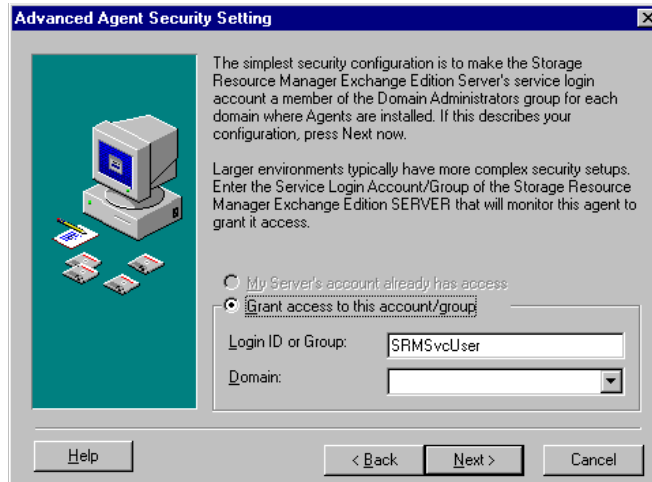 Advanced Agent Security Setting
The simplest security configuration is to make the Storage
Resource Manager Exchange Edition Server's service login
account a member of the Domain Administrators group for each
domain where Agents are installed. If this describes your
configuration, press Next now.
Larger environments typically have more complex security setups.
Enter the Service Login Account/Group of the Storage Resource
Manager Exchange Edition SERVER that will monitor this agent to
grant it access.
My Server's account already has access
Grant access to this account/group
Login ID or Group: SRMSvcUser
Domain:
Help < Back Next > Cancel